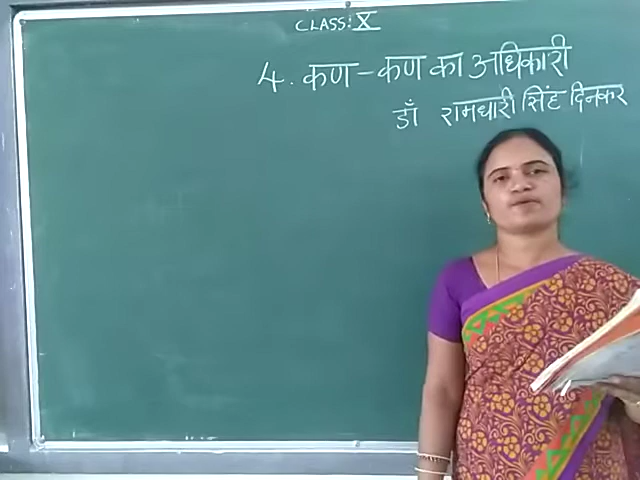 CLASS: X
4. कण-कण का अधिकारी
डाँ रामधारी सिंह दिनकर